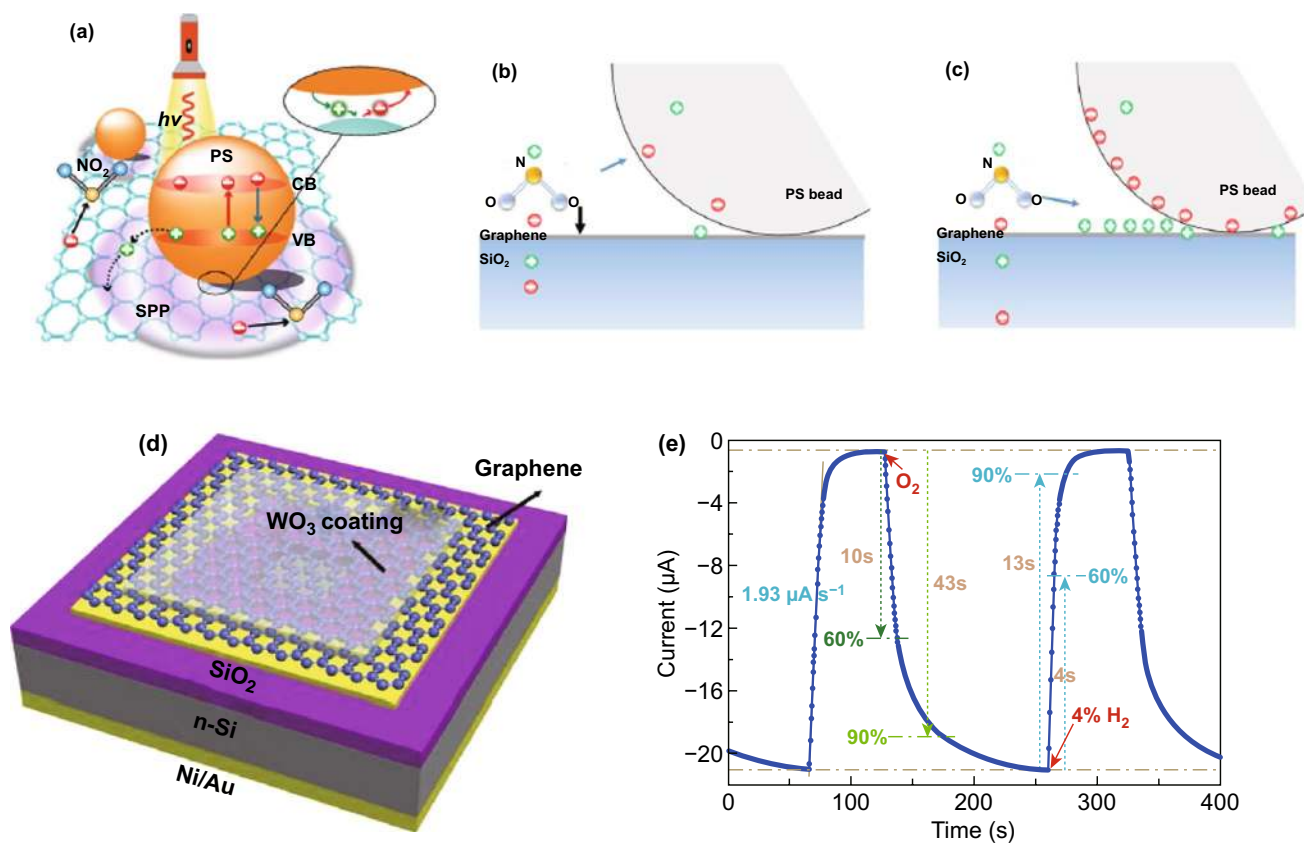 (a)
hν
PS
NO₂
CB
VB
SPP
(b)
N
O
O
PS bead
Graphene
SiO₂
(c)
N
O
O
PS bead
Graphene
SiO₂
(d)
Graphene
WO₃ coating
SiO₂
n-Si
Ni/Au
(e)
Current (μA)
0
−4
−8
−12
−16
−20
O₂
90%
10s
43s
13s
60%
1.93 μA s⁻¹
60%
4s
90%
4% H₂
0
100
200
300
400
Time (s)